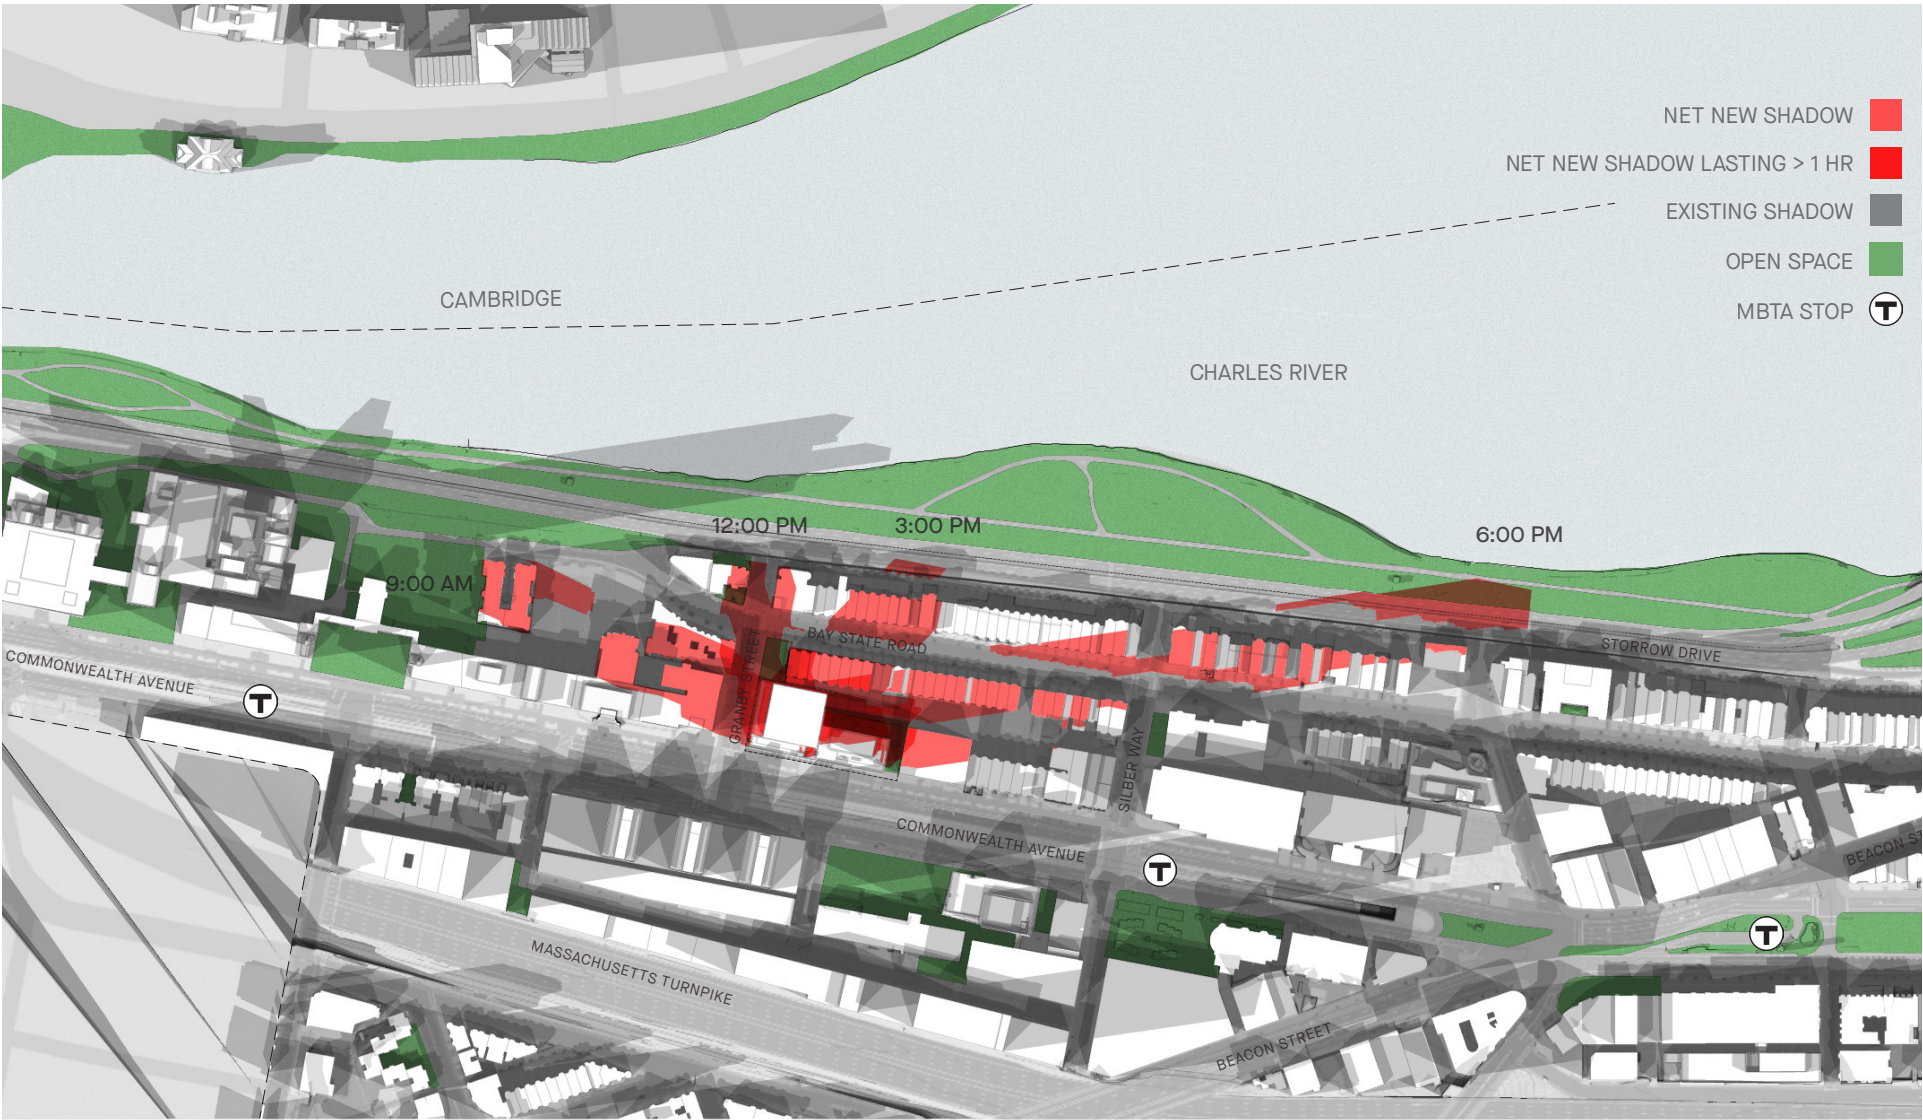 NET NEW SHADOW
NET NEW SHADOW LASTING > 1 HR
EXISTING SHADOW
OPEN SPACE
MBTA STOP
T
CAMBRIDGE
CHARLES RIVER
12:00 PM
3:00 PM
6:00 PM
9:00 AM
BAY STATE ROAD
STORROW DRIVE
GRANBY STREET
COMMONWEALTH AVENUE
T
SILBER WAY
COMMONWEALTH AVENUE
BEACON ST
T
T
MASSACHUSETTS TURNPIKE
BEACON STREET